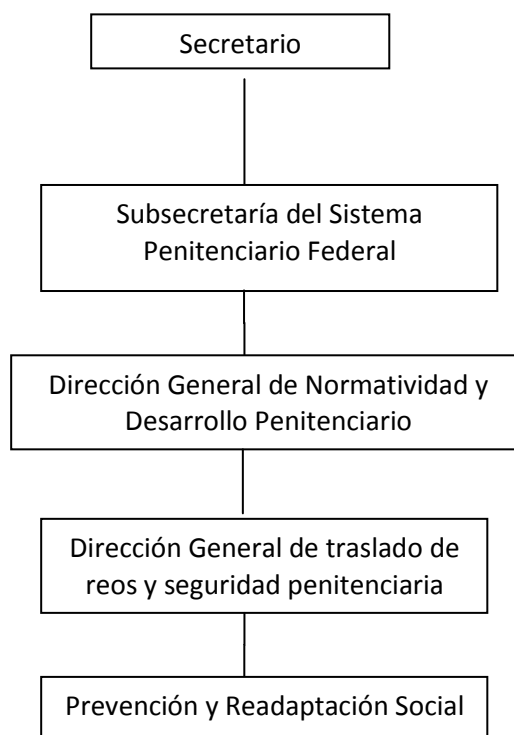 Secretario
Subsecretaría del Sistema
Penitenciario Federal
Dirección General de Normatividad y
Desarrollo Penitenciario
Dirección General de traslado de
reos y seguridad penitenciaria
Prevención y Readaptación Social